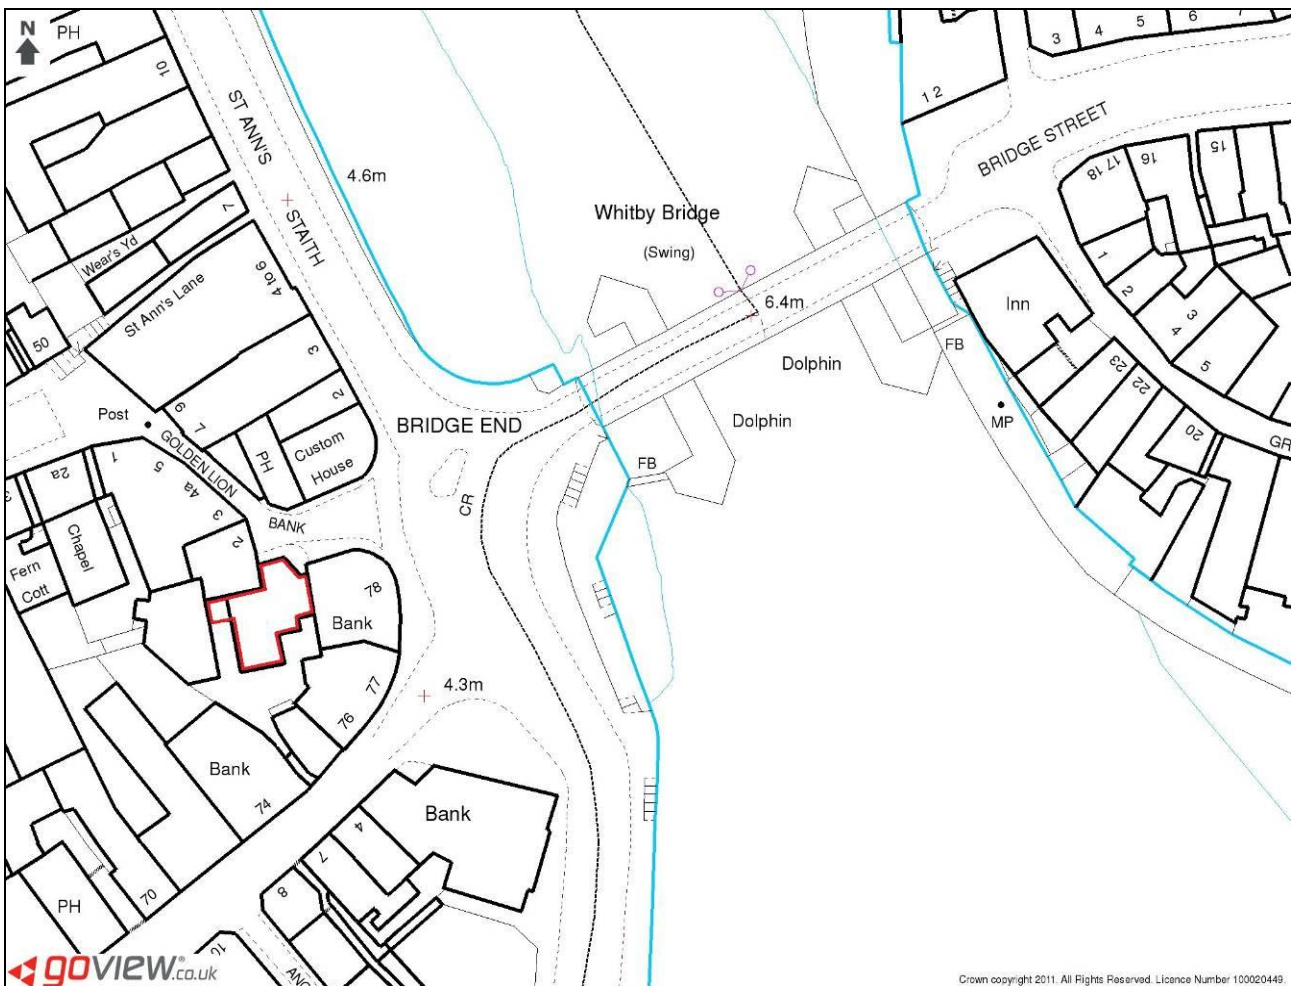 N
PH
10
ST ANN'S
STAITH
4.6m
Whitby Bridge
(Swing)
6.4m
1 2
3
4
5
6
7
BRIDGE STREET
17 18
16
15
1
2
3
4
5
Inn
FB
MP
23
22
20
GR
Dolphin
Dolphin
FB
7
Wear's Yd
St Ann's Lane
4 to 6
50
3
2
Post
6
7
GOLDEN LION
BANK
PH
Custom
House
BRIDGE END
CR
3
2a
1
5
4a
3
2
Chapel
Fern
Cott
78
Bank
77
76
4.3m
Bank
74
70
PH
Bank
4
7
8
10
ANG
goview.co.uk
Crown copyright 2011. All Rights Reserved. Licence Number 100020449.